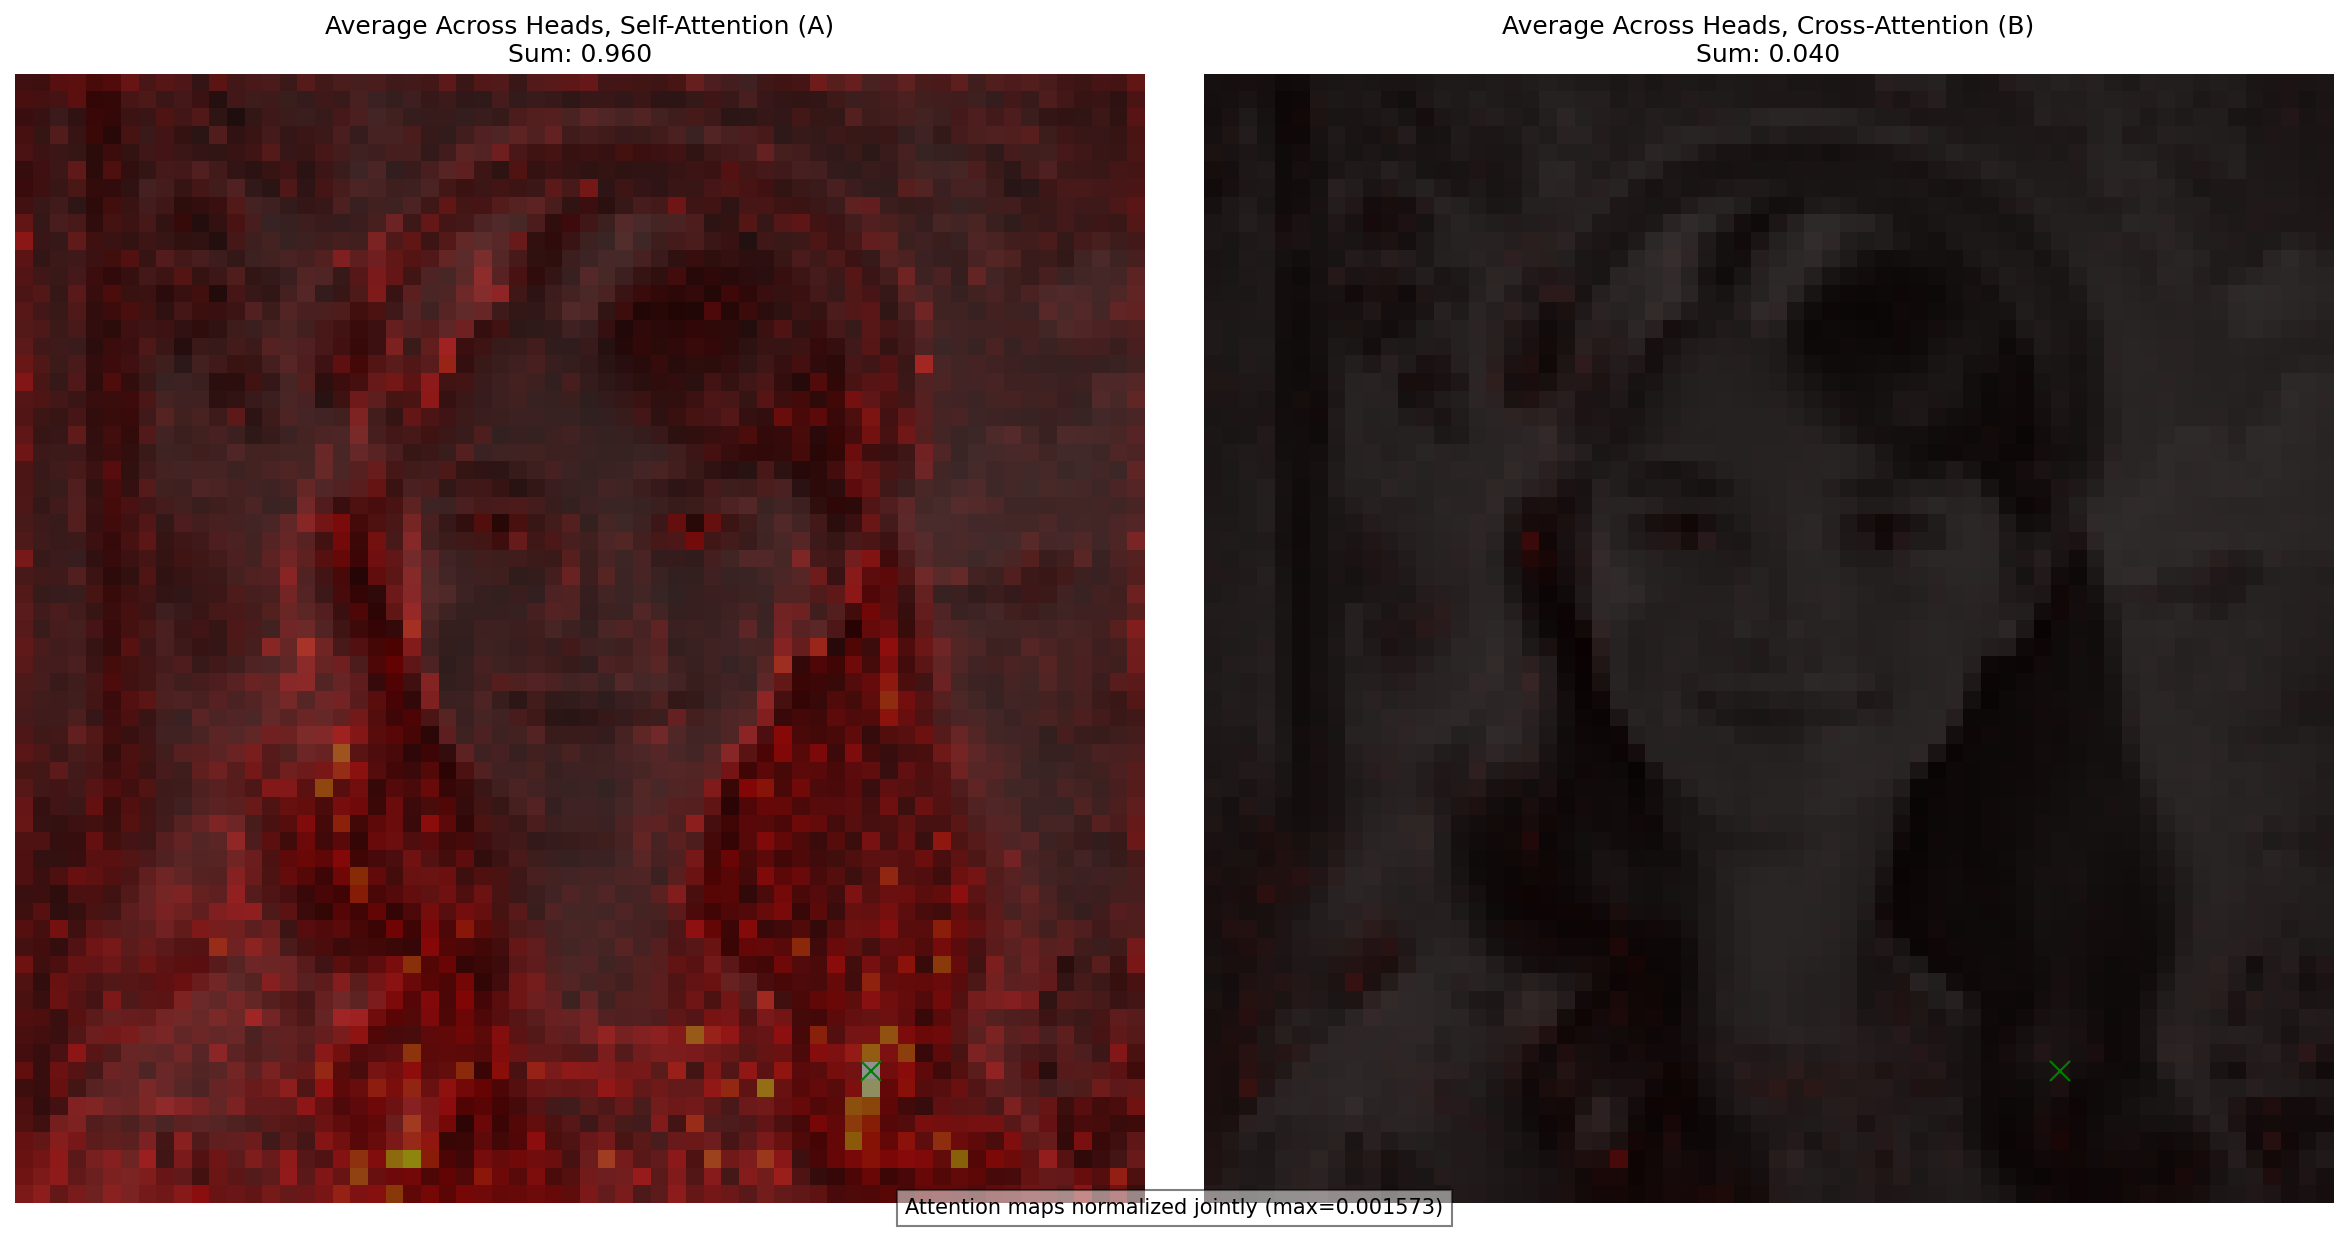 Average Across Heads, Self-Attention (A)
Sum: 0.960
Average Across Heads, Cross-Attention (B)
Sum: 0.040
Attention maps normalized jointly (max=0.001573)